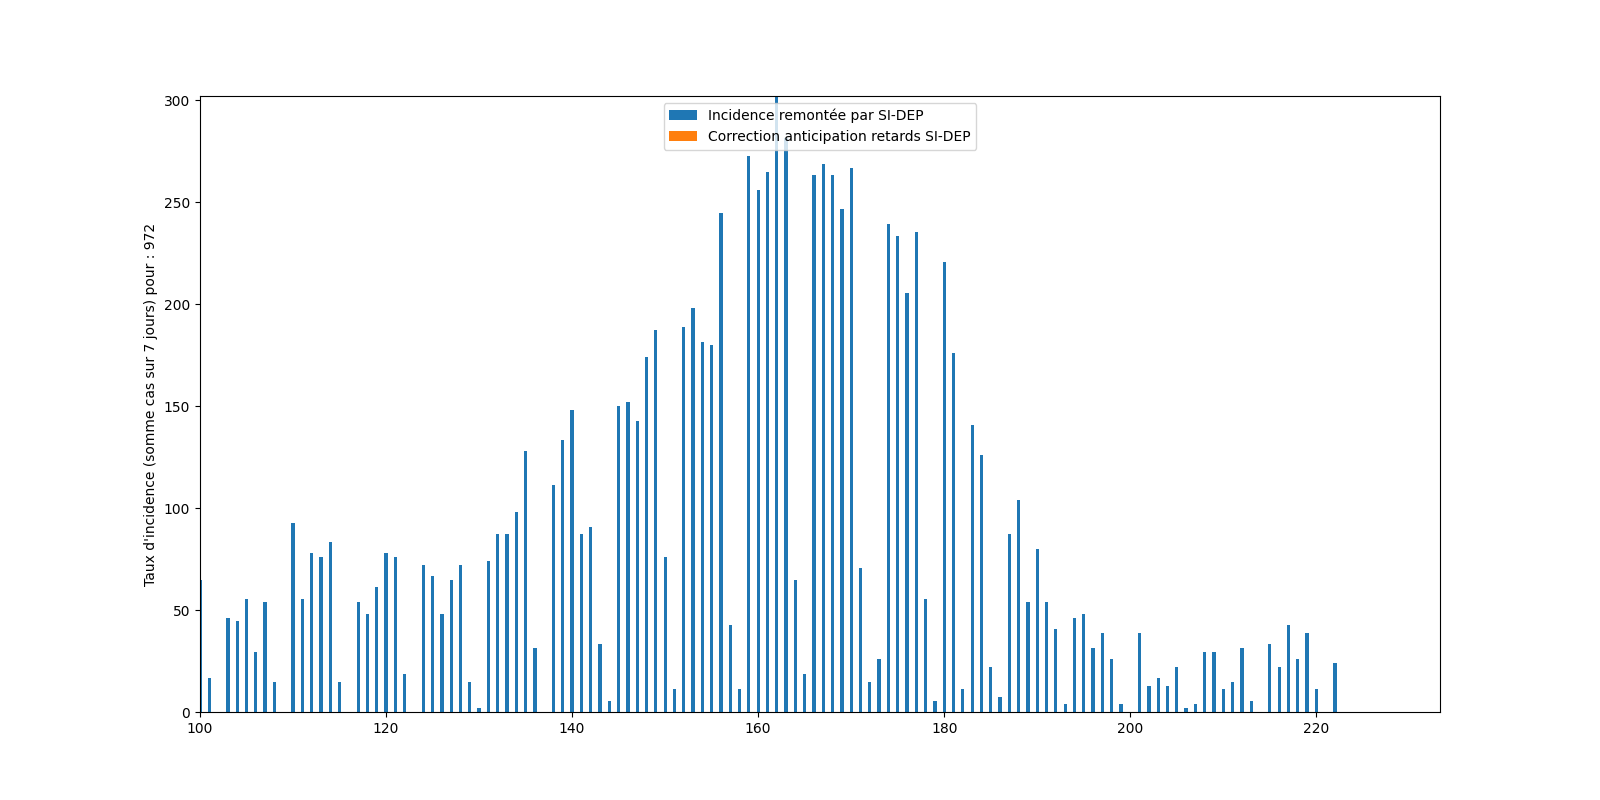 Incidence remontée par SI-DEP
Correction anticipation retards SI-DEP
Taux d'incidence (somme cas sur 7 jours) pour : 972
300
250
200
150
100
50
0
100 120 140 160 180 200 220